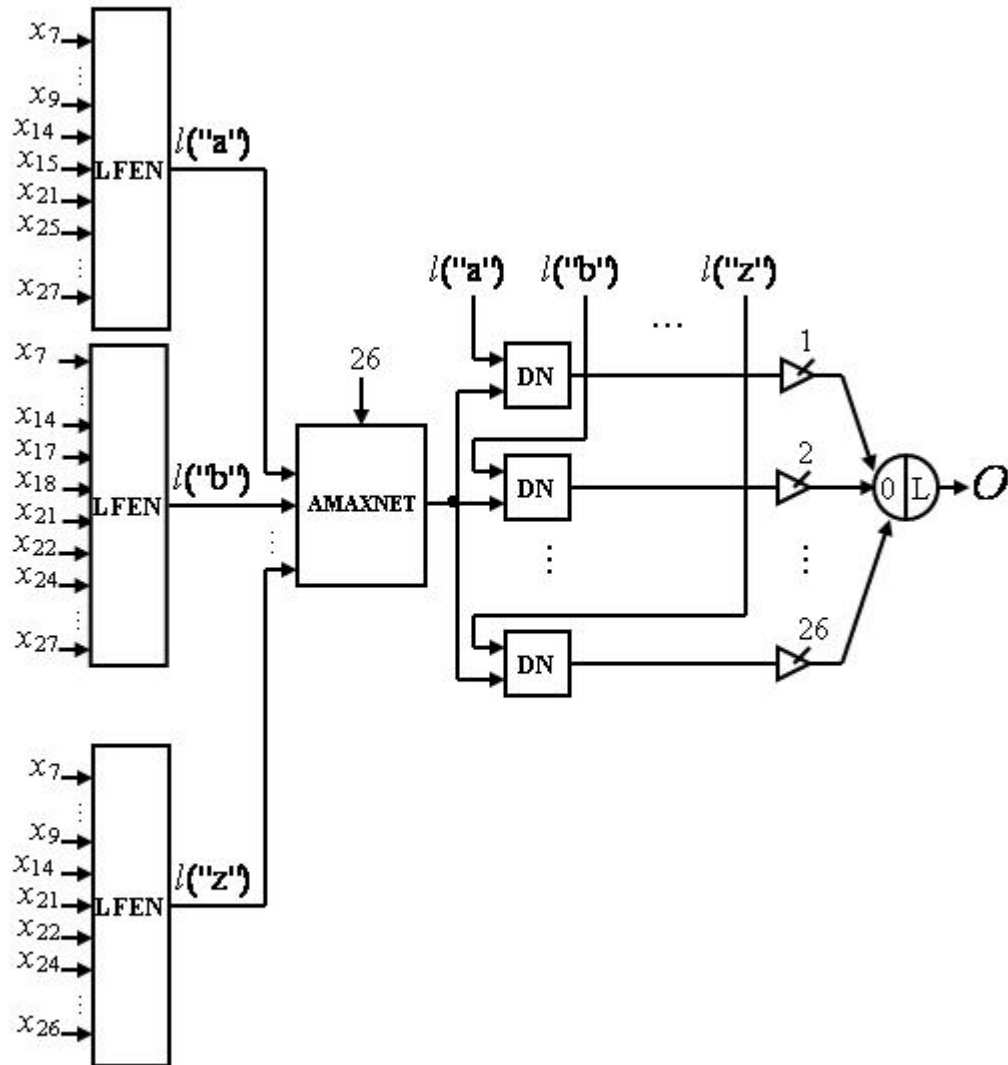 x7
⋮
x9
x14
x15
x21
x25
⋮
x27
LFEN
l("a")
x7
⋮
x14
x17
x18
x21
x22
x24
⋮
x27
LFEN
l("b")
⋮
x7
⋮
x9
x14
x21
x22
x24
⋮
x26
LFEN
l("z")
26
AMAXNET
l("a") l("b") ... l("z")
DN
1
DN
2
⋮ ⋮
DN
26
0 L O